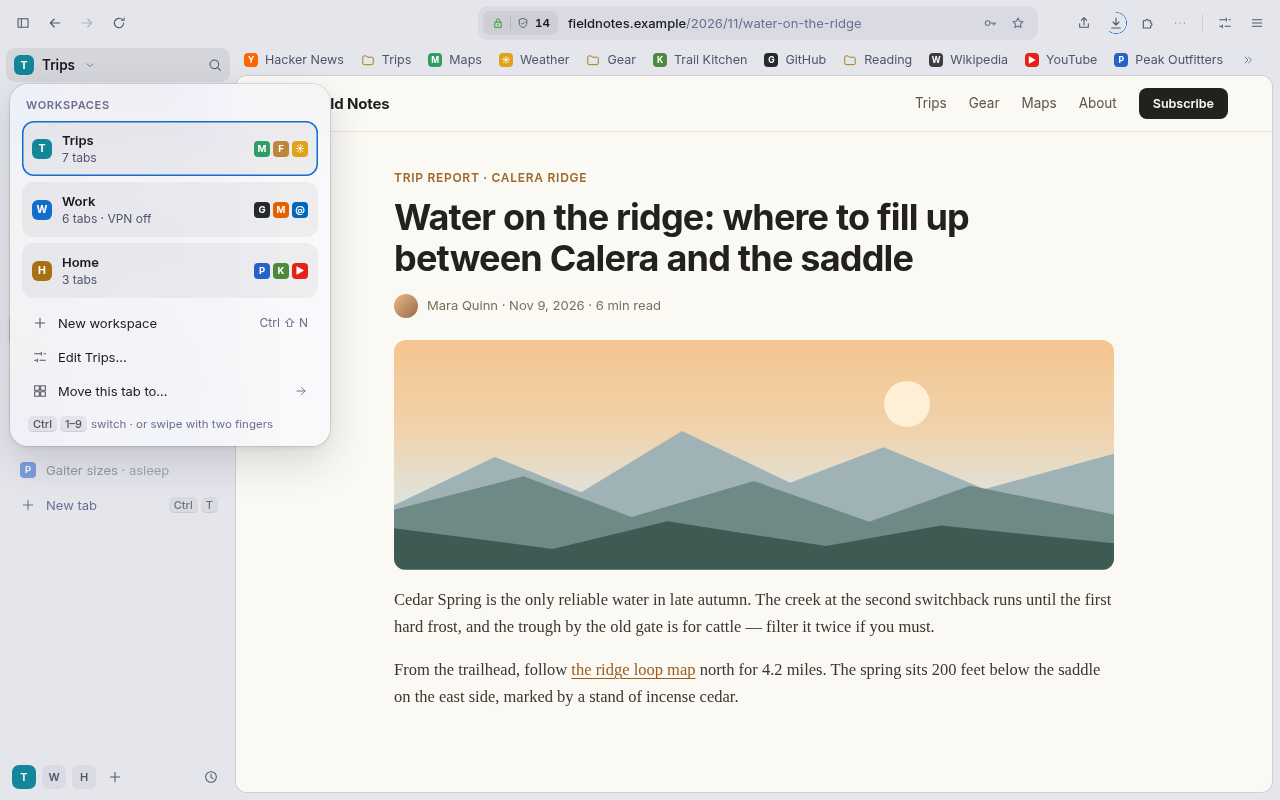 14 fieldnotes.example/2026/11/water-on-the-ridge
T Trips
Y Hacker News Trips M Maps Weather Gear K Trail Kitchen G GitHub Reading W Wikipedia YouTube P Peak Outfitters
WORKSPACES
T Trips M F
7 tabs
W Work G M @
6 tabs · VPN off
H Home P K
3 tabs
New workspace Ctrl ⇧ N
Edit Trips...
Move this tab to...
Ctrl 1–9 switch · or swipe with two fingers
P Gaiter sizes · asleep
New tab Ctrl T
T W H
ld Notes
Trips Gear Maps About Subscribe
TRIP REPORT · CALERA RIDGE
Water on the ridge: where to fill up
between Calera and the saddle
Mara Quinn · Nov 9, 2026 · 6 min read
Cedar Spring is the only reliable water in late autumn. The creek at the second switchback runs until the first
hard frost, and the trough by the old gate is for cattle — filter it twice if you must.
From the trailhead, follow the ridge loop map north for 4.2 miles. The spring sits 200 feet below the saddle
on the east side, marked by a stand of incense cedar.